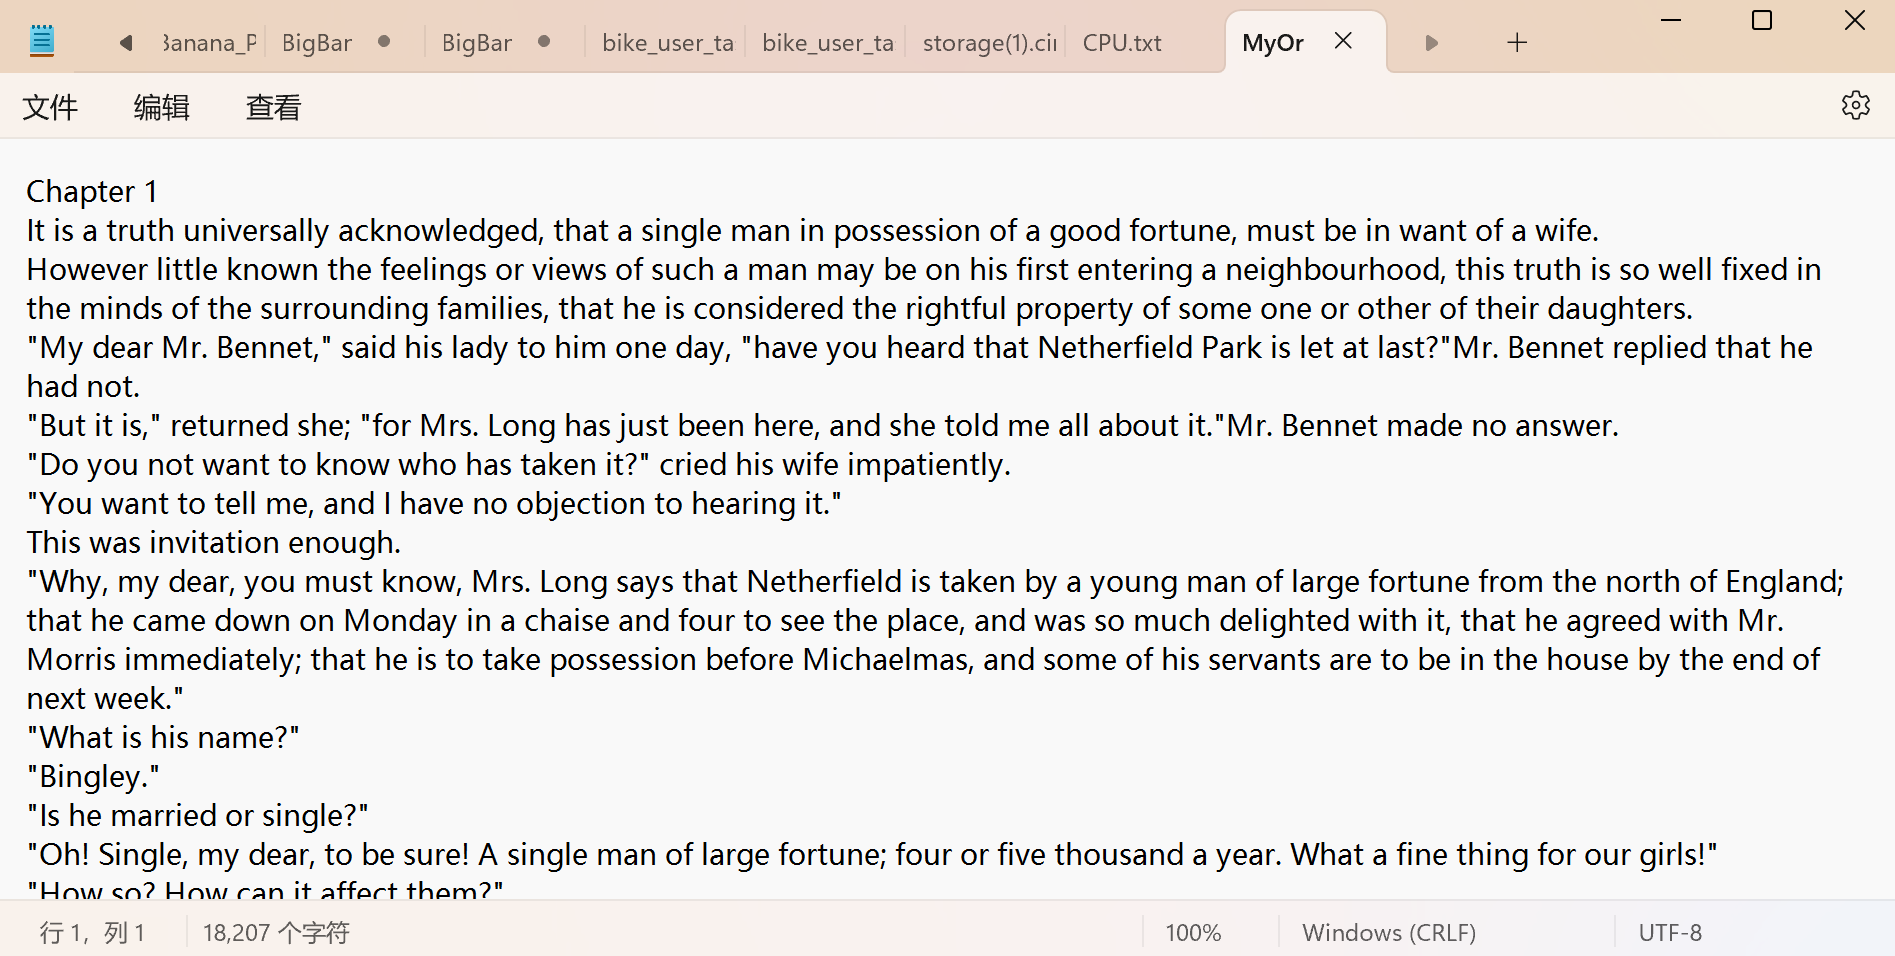 Banana_P
BigBar
BigBar
bike_user_ta
bike_user_ta
storage(1).cir
CPU.txt
MyOr
文件
编辑
查看
Chapter 1
It is a truth universally acknowledged, that a single man in possession of a good fortune, must be in want of a wife.
However little known the feelings or views of such a man may be on his first entering a neighbourhood, this truth is so well fixed in
the minds of the surrounding families, that he is considered the rightful property of some one or other of their daughters.
"My dear Mr. Bennet," said his lady to him one day, "have you heard that Netherfield Park is let at last?"Mr. Bennet replied that he
had not.
"But it is," returned she; "for Mrs. Long has just been here, and she told me all about it."Mr. Bennet made no answer.
"Do you not want to know who has taken it?" cried his wife impatiently.
"You want to tell me, and I have no objection to hearing it."
This was invitation enough.
"Why, my dear, you must know, Mrs. Long says that Netherfield is taken by a young man of large fortune from the north of England;
that he came down on Monday in a chaise and four to see the place, and was so much delighted with it, that he agreed with Mr.
Morris immediately; that he is to take possession before Michaelmas, and some of his servants are to be in the house by the end of
next week."
"What is his name?"
"Bingley."
"Is he married or single?"
"Oh! Single, my dear, to be sure! A single man of large fortune; four or five thousand a year. What a fine thing for our girls!"
"How so? How can it affect them?"
行 1，列 1
18,207 个字符
100%
Windows (CRLF)
UTF-8